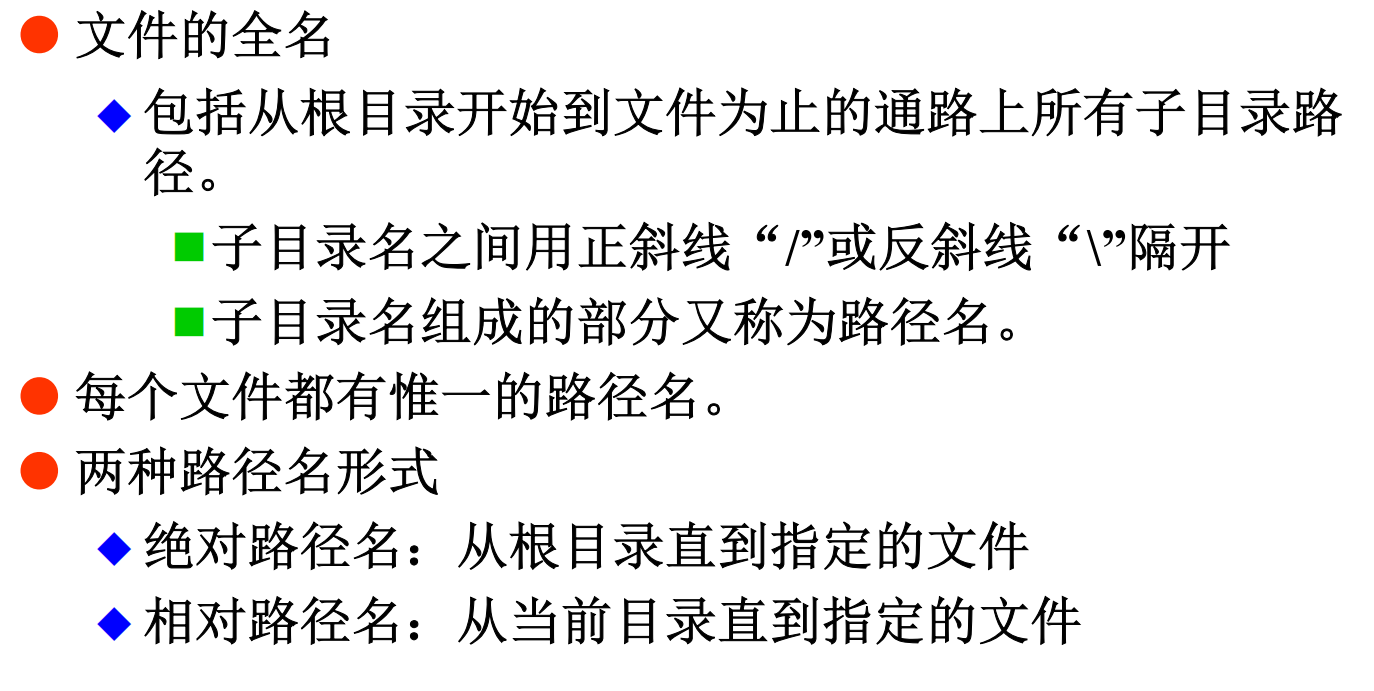 文件的全名
包括从根目录开始到文件为止的通路上所有子目录路
径。
子目录名之间用正斜线“/”或反斜线“\”隔开
子目录名组成的部分又称为路径名。
每个文件都有惟一的路径名。
两种路径名形式
绝对路径名：从根目录直到指定的文件
相对路径名：从当前目录直到指定的文件